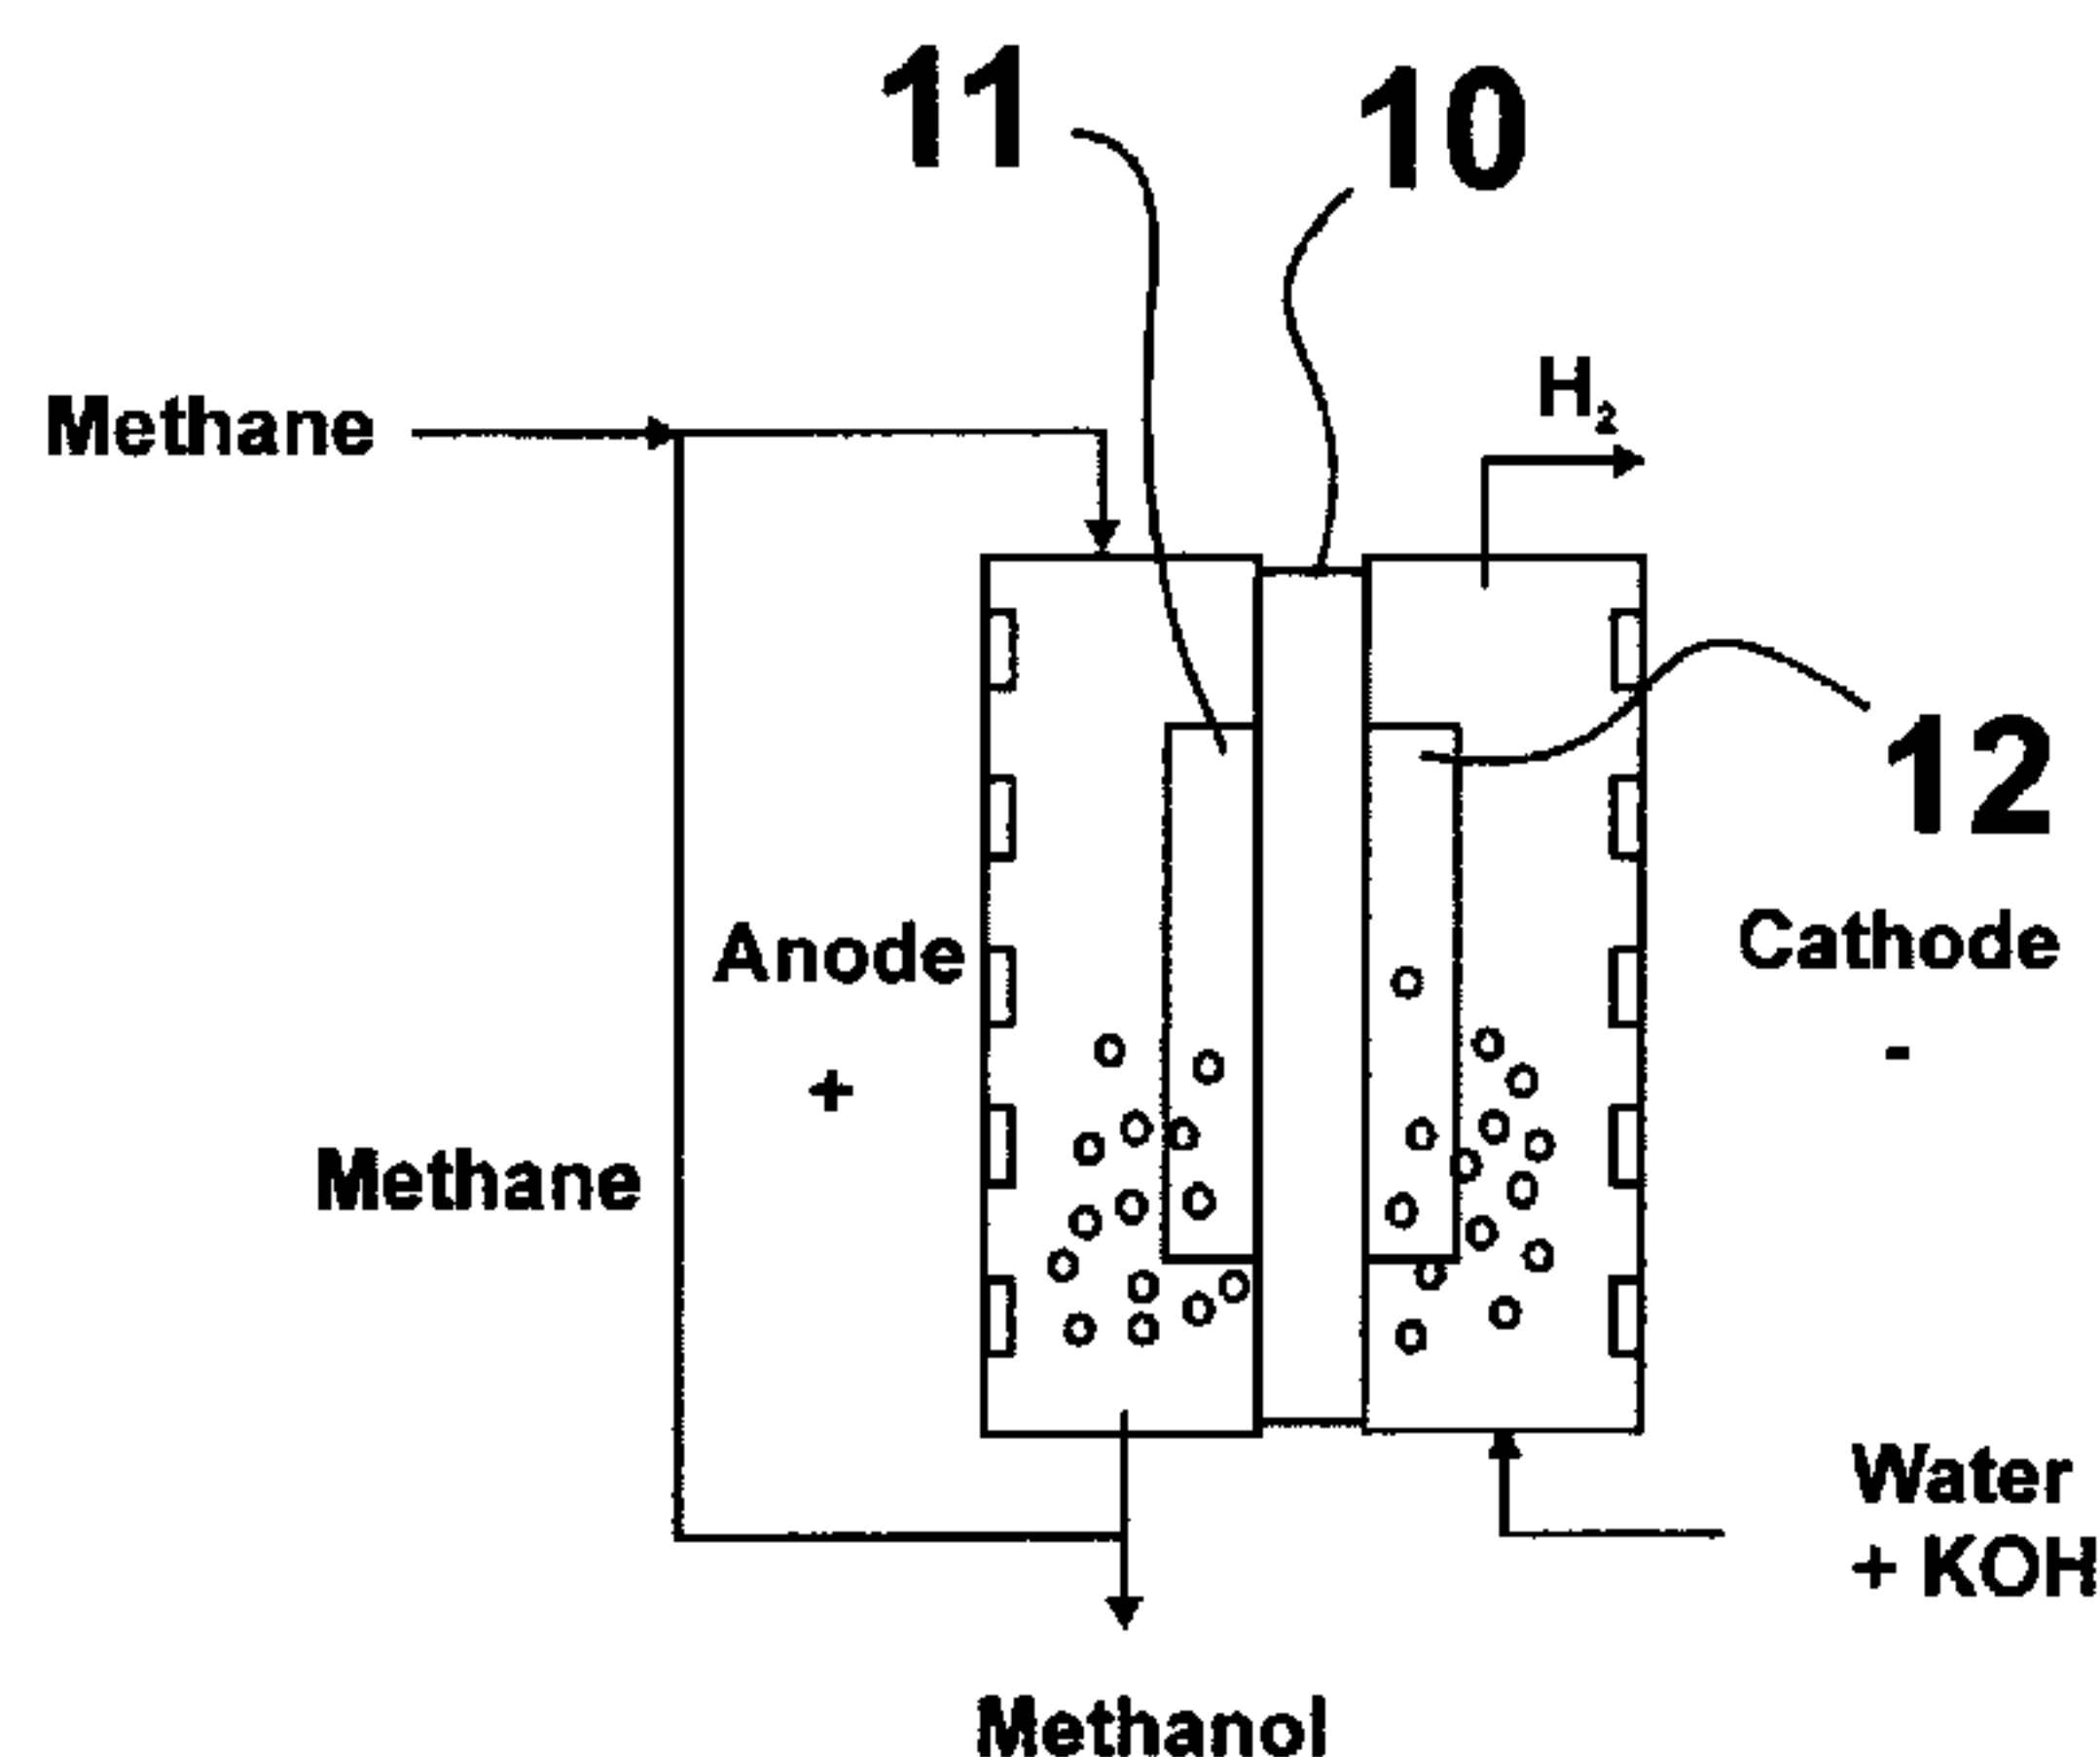 11
10
Methane
H₂
12
Anode
+
Cathode
-
Methane
Water
+ KOH
Methanol